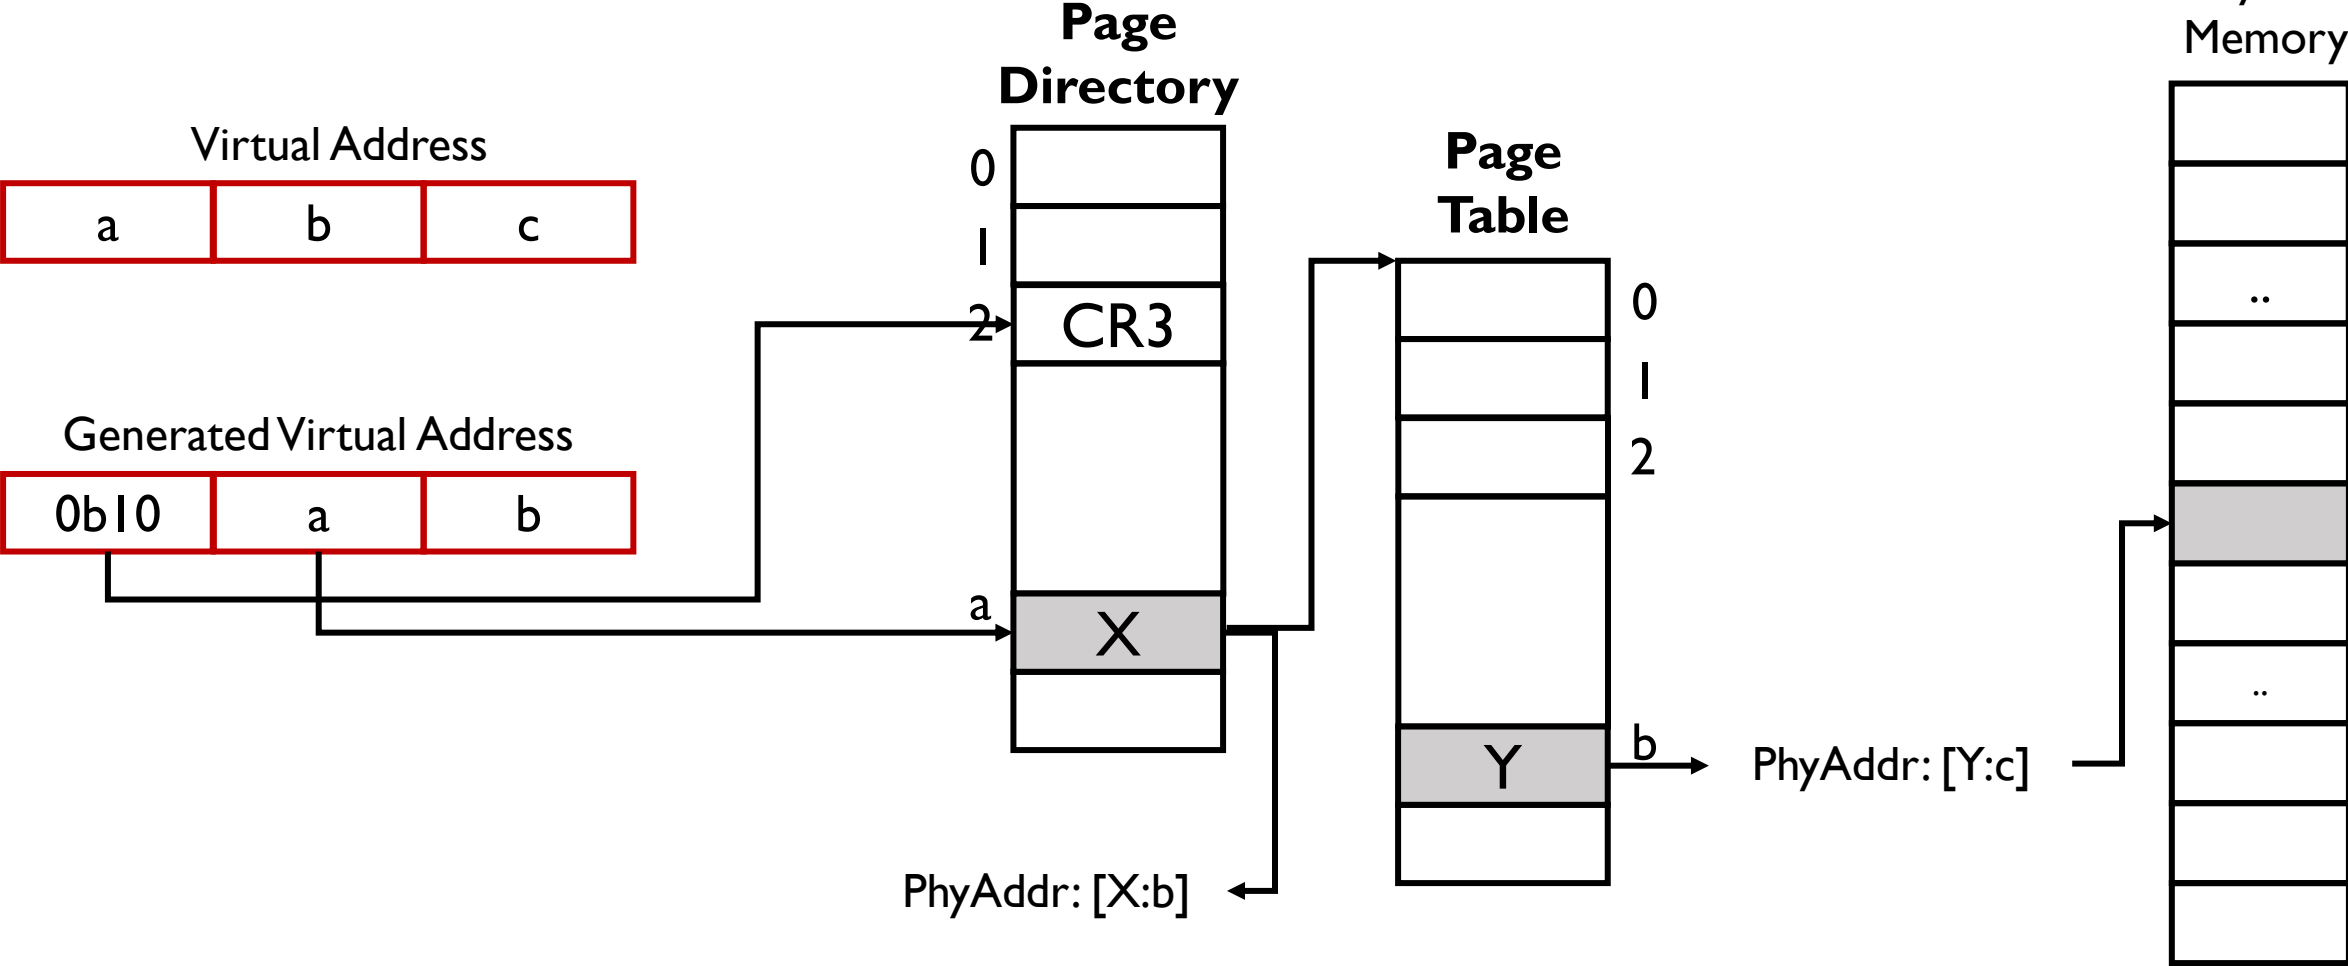 Page
Directory
Memory
Virtual Address
a b c
0
1
2
CR3
Page
Table
0
1
2
..
Generated Virtual Address
0b10 a b
a
X
b
Y
PhyAddr: [Y:c]
..
PhyAddr: [X:b]